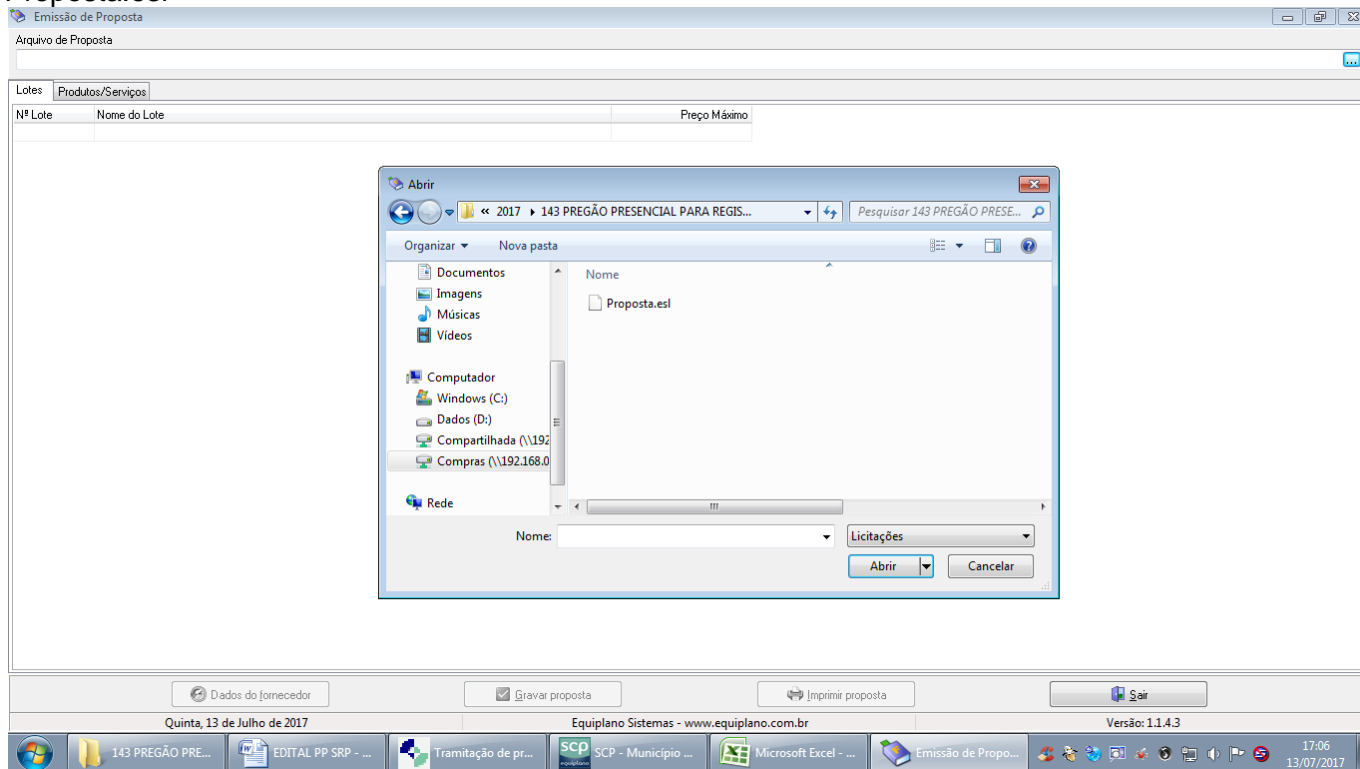 Emissão de Proposta
Arquivo de Proposta
...
Lotes Produtos/Serviços
Nº Lote Nome do Lote Preço Máximo
Abrir
« 2017 143 PREGÃO PRESENCIAL PARA REGIS... Pesquisar 143 PREGÃO PRESE...
Organizar Nova pasta
Documentos
Imagens
Músicas
Vídeos
Computador
Windows (C:)
Dados (D:)
Compartilhada (\\192
Compras (\\192.168.0
Rede
Nome
Proposta.esl
Nome: Licitações
Abrir Cancelar
Dados do fornecedor Gravar proposta Imprimir proposta Sair
Quinta, 13 de Julho de 2017 Equiplano Sistemas - www.equiplano.com.br Versão: 1.1.4.3
143 PREGÃO PRE... EDITAL PP SRP - ... Tramitação de pr... scp equiplano SCP - Município ... Microsoft Excel - ... Emissão de Propo... 17:06
13/07/2017